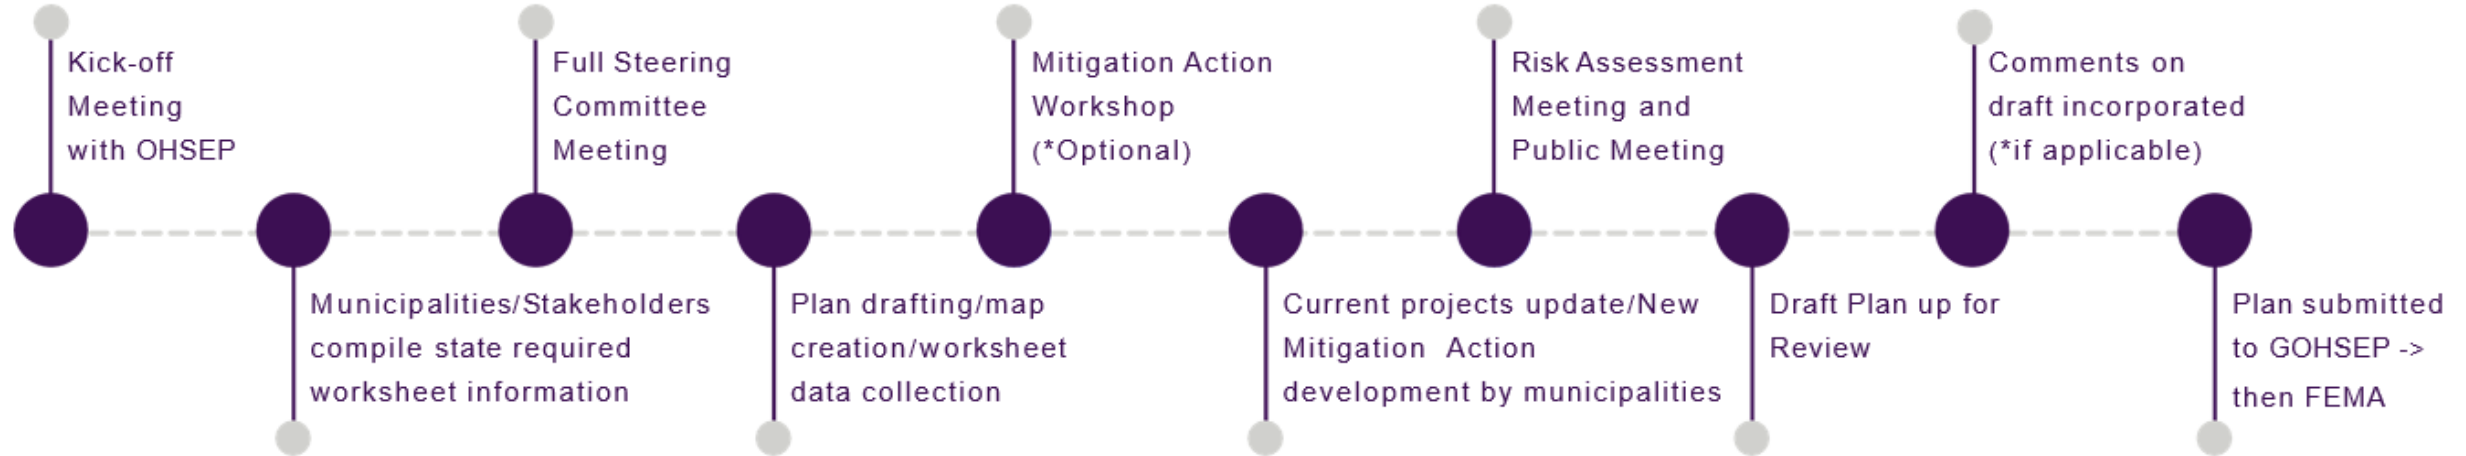 Kick-off
Meeting
with OHSEP
Municipalities/Stakeholders
compile state required
worksheet information
Full Steering
Committee
Meeting
Plan drafting/map
creation/worksheet
data collection
Mitigation Action
Workshop
(*Optional)
Current projects update/New
Mitigation Action
development by municipalities
Risk Assessment
Meeting and
Public Meeting
Draft Plan up for
Review
Comments on
draft incorporated
(*if applicable)
Plan submitted
to GOHSEP ->
then FEMA